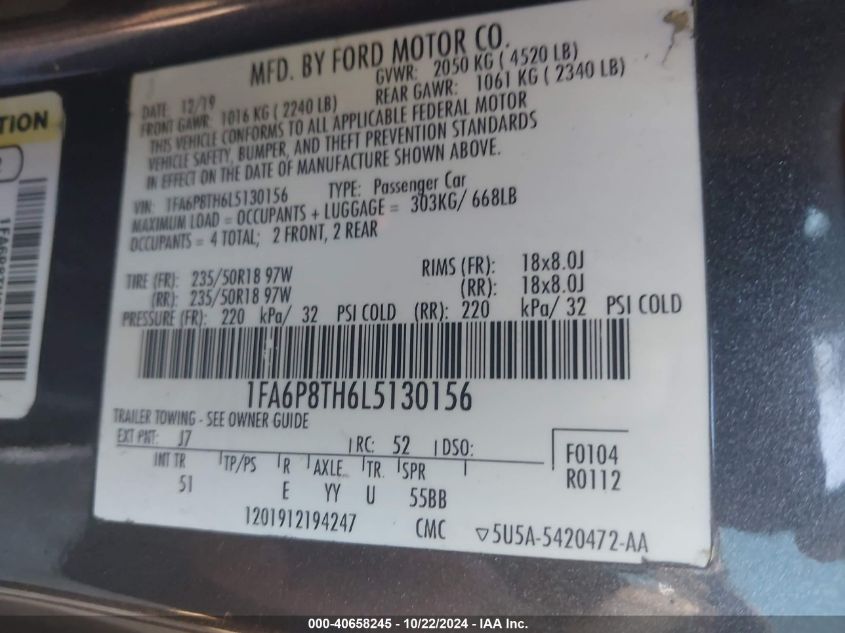 MFD. BY FORD MOTOR CO.
DATE: 12/19 GVWR: 2050 KG ( 4520 LB)
FRONT GAWR: 1016 KG ( 2240 LB) REAR GAWR: 1061 KG ( 2340 LB)
THIS VEHICLE CONFORMS TO ALL APPLICABLE FEDERAL MOTOR
VEHICLE SAFETY, BUMPER, AND THEFT PREVENTION STANDARDS
IN EFFECT ON THE DATE OF MANUFACTURE SHOWN ABOVE.
VIN: 1FA6P8TH6L5130156 TYPE: Passenger Car
MAXIMUM LOAD = OCCUPANTS + LUGGAGE = 303KG/ 668LB
OCCUPANTS = 4 TOTAL; 2 FRONT, 2 REAR
TIRE (FR): 235/50R18 97W RIMS (FR): 18x8.0J
(RR): 235/50R18 97W (RR): 18x8.0J
PRESSURE (FR): 220 kPa/ 32 PSI COLD (RR): 220 kPa/ 32 PSI COLD
1FA6P8TH6L5130156
TRAILER TOWING - SEE OWNER GUIDE
EXT PNT: J7 RC: 52 DSO:
INT TR TP/PS R AXLE TR SPR
51 E YY U 55BB
F0104
R0112
1201912194247 CMC ▽5U5A-5420472-AA
TION
000-40658245 - 10/22/2024 - IAA Inc.